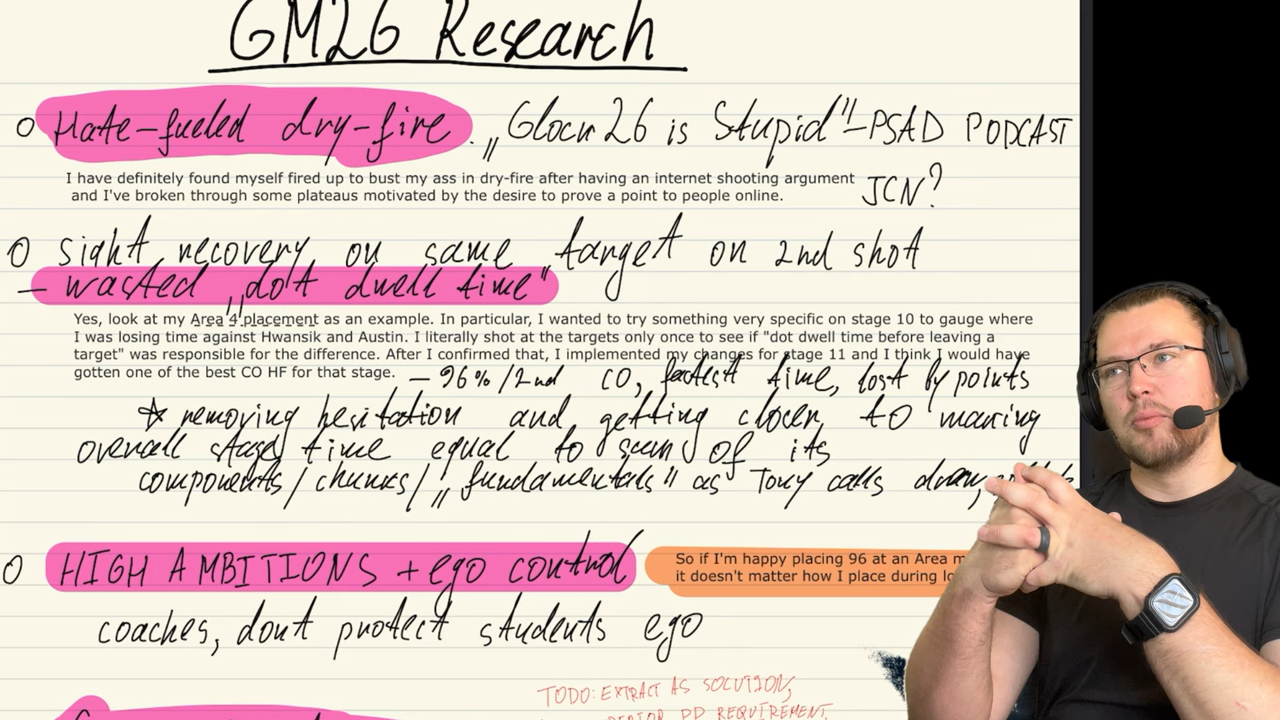 GM26 Research
O Hate-fueled dry-fire. „Glock 26 is Stupid"-PSAD PODCAST
I have definitely found myself fired up to bust my ass in dry-fire after having an internet shooting argument
and I've broken through some plateaus motivated by the desire to prove a point to people online.
JCN?
O sight recovery on same target on 2nd shot
- wasted „dot dwell time"
Yes, look at my Area 4 placement as an example. In particular, I wanted to try something very specific on stage 10 to gauge where
I was losing time against Hwansik and Austin. I literally shot at the targets only once to see if "dot dwell time before leaving a
target" was responsible for the difference. After I confirmed that, I implemented my changes for stage 11 and I think I would have
gotten one of the best CO HF for that stage.
- 96%/2nd CO, fastest time, lost by points
☆ removing hesitation and getting closer to making
overall stage time equal to sum of its
components/chunks/„fundamentals" as Tony calls draw,
O HIGH AMBITIONS + ego control
So if I'm happy placing 96 at an Area
it doesn't matter how I place during
coaches, dont protect students ego
TODO: EXTRACT AS SOLUTION,
PD REQUIREMENT,